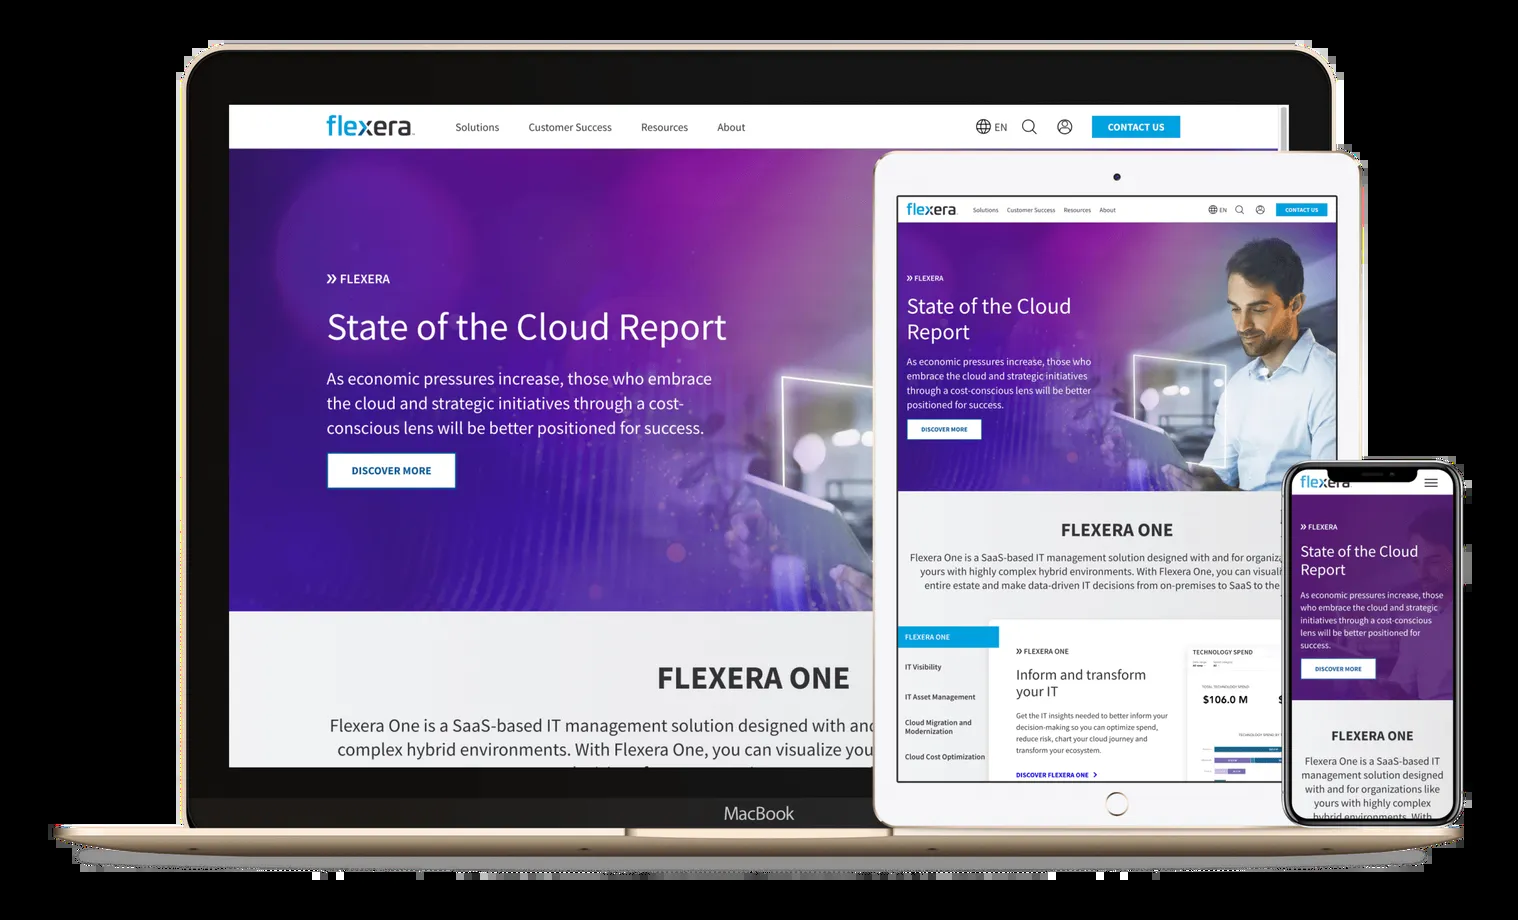 flexera
Solutions
Customer Success
Resources
About
EN
CONTACT US
FLEXERA
State of the Cloud Report
As economic pressures increase, those who embrace
the cloud and strategic initiatives through a cost-
conscious lens will be better positioned for success.
DISCOVER MORE
FLEXERA ONE
Flexera One is a SaaS-based IT management solution designed with and
complex hybrid environments. With Flexera One, you can visualize you
MacBook
flexera
Solutions
Customer Success
Resources
About
EN
CONTACT US
FLEXERA
State of the Cloud
Report
As economic pressures increase, those who
embrace the cloud and strategic initiatives
through a cost-conscious lens will be better
positioned for success.
DISCOVER MORE
FLEXERA ONE
Flexera One is a SaaS-based IT management solution designed with and for organiza
yours with highly complex hybrid environments. With Flexera One, you can visuali
entire estate and make data-driven IT decisions from on-premises to SaaS to the
FLEXERA ONE
IT Visibility
IT Asset Management
Cloud Migration and
Modernization
Cloud Cost Optimization
FLEXERA ONE
Inform and transform
your IT
Get the IT insights needed to better inform your
decision-making so you can optimize spend,
reduce risk, chart your cloud journey and
transform your ecosystem.
DISCOVER FLEXERA ONE
TECHNOLOGY SPEND
TOTAL TECHNOLOGY SPEND
$106.0 M
$
flexera
FLEXERA
State of the Cloud
Report
As economic pressures increase, those
who embrace the cloud and strategic
initiatives through a cost-conscious
lens will be better positioned for
success.
DISCOVER MORE
FLEXERA ONE
Flexera One is a SaaS-based IT
management solution designed
with and for organizations like
yours with highly complex
hybrid environments. With